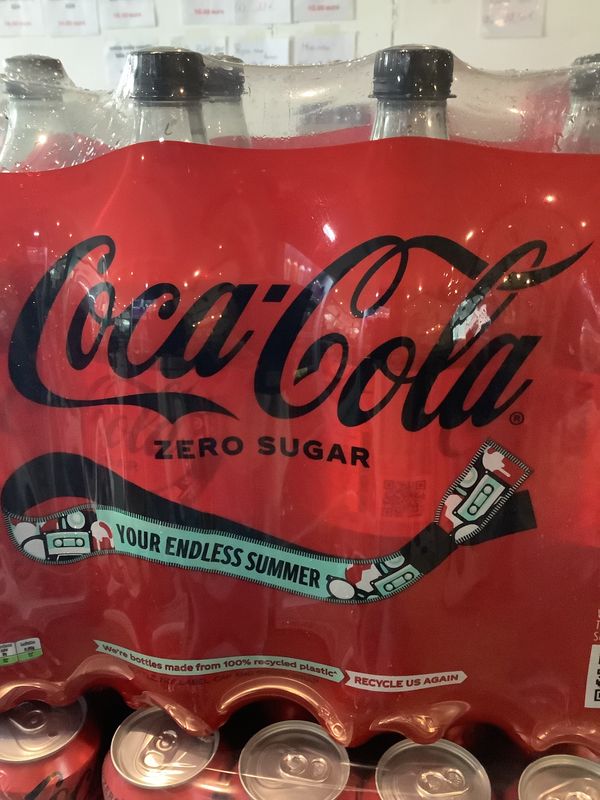 Coca-Cola®
ZERO SUGAR
YOUR ENDLESS SUMMER
We're bottles made from 100% recycled plastic*
RECYCLE US AGAIN